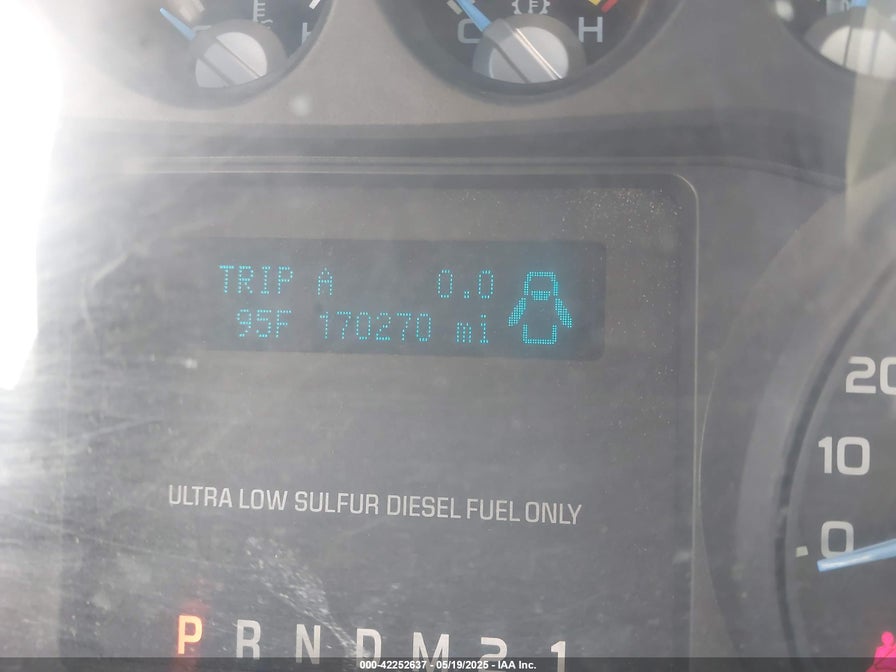 C H
TRIP A 0.0
95F 170270 mi
20
10
0
ULTRA LOW SULFUR DIESEL FUEL ONLY
P R N D M 2 1
000-42252637 - 05/19/2025 - IAA Inc.